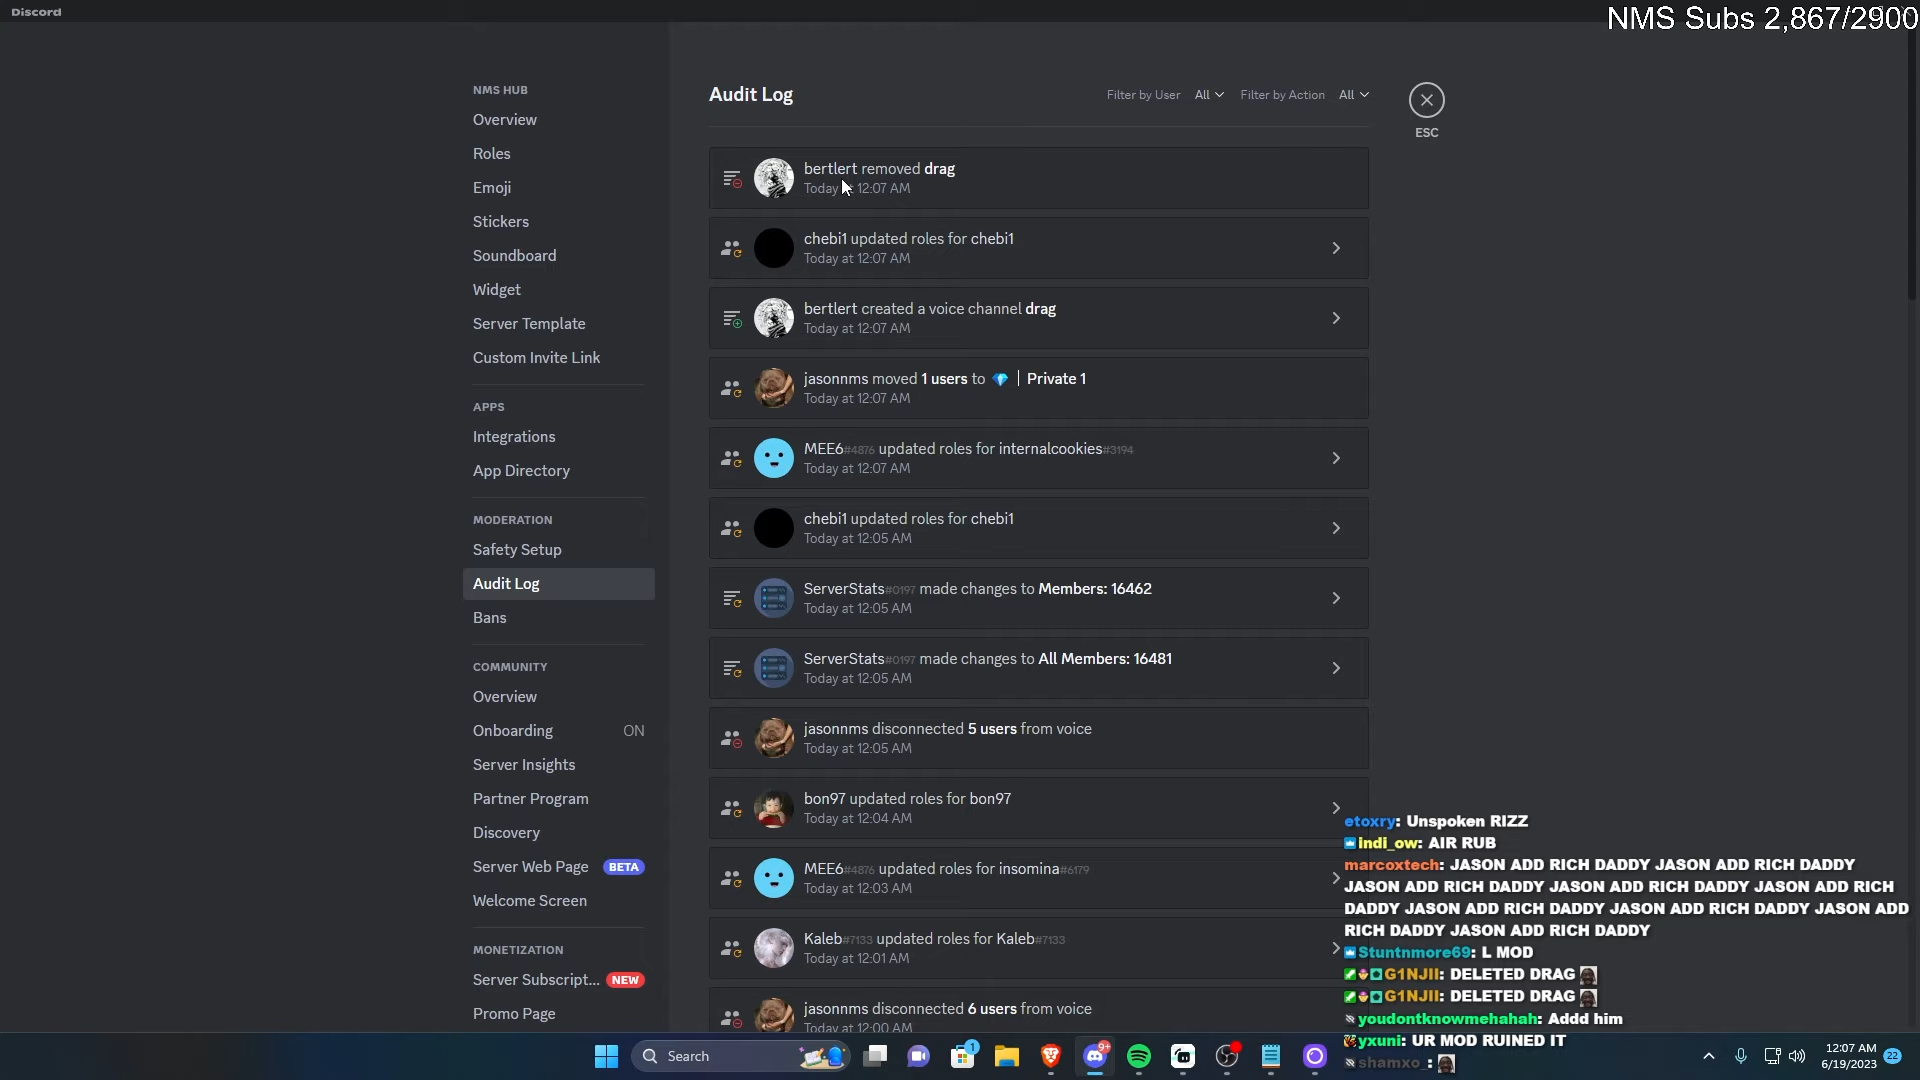 Discord
NMS Subs 2,867/2900
NMS HUB
Overview
Roles
Emoji
Stickers
Soundboard
Widget
Server Template
Custom Invite Link
APPS
Integrations
App Directory
MODERATION
Safety Setup
Audit Log
Bans
COMMUNITY
Overview
Onboarding ON
Server Insights
Partner Program
Discovery
Server Web Page BETA
Welcome Screen
MONETIZATION
Server Subscript... NEW
Promo Page
Audit Log
Filter by User All Filter by Action All
ESC
bertlert removed drag
Today at 12:07 AM
chebi1 updated roles for chebi1
Today at 12:07 AM
bertlert created a voice channel drag
Today at 12:07 AM
jasonnms moved 1 users to 💎 | Private 1
Today at 12:07 AM
MEE6#4876 updated roles for internalcookies#3194
Today at 12:07 AM
chebi1 updated roles for chebi1
Today at 12:05 AM
ServerStats#0197 made changes to Members: 16462
Today at 12:05 AM
ServerStats#0197 made changes to All Members: 16481
Today at 12:05 AM
jasonnms disconnected 5 users from voice
Today at 12:05 AM
bon97 updated roles for bon97
Today at 12:04 AM
MEE6#4876 updated roles for insomina#6179
Today at 12:03 AM
Kaleb#7133 updated roles for Kaleb#7133
Today at 12:01 AM
jasonnms disconnected 6 users from voice
Today at 12:00 AM
etoxry: Unspoken RIZZ
indi_ow: AIR RUB
marcoxtech: JASON ADD RICH DADDY JASON ADD RICH DADDY
JASON ADD RICH DADDY JASON ADD RICH DADDY JASON ADD RICH
DADDY JASON ADD RICH DADDY JASON ADD RICH DADDY JASON ADD
RICH DADDY JASON ADD RICH DADDY
Stuntnmore69: L MOD
G1NJII: DELETED DRAG
G1NJII: DELETED DRAG
youdontknowmehahah: Addd him
yxuni: UR MOD RUINED IT
shamxo_:
Search
1
9+
12:07 AM
6/19/2023
22